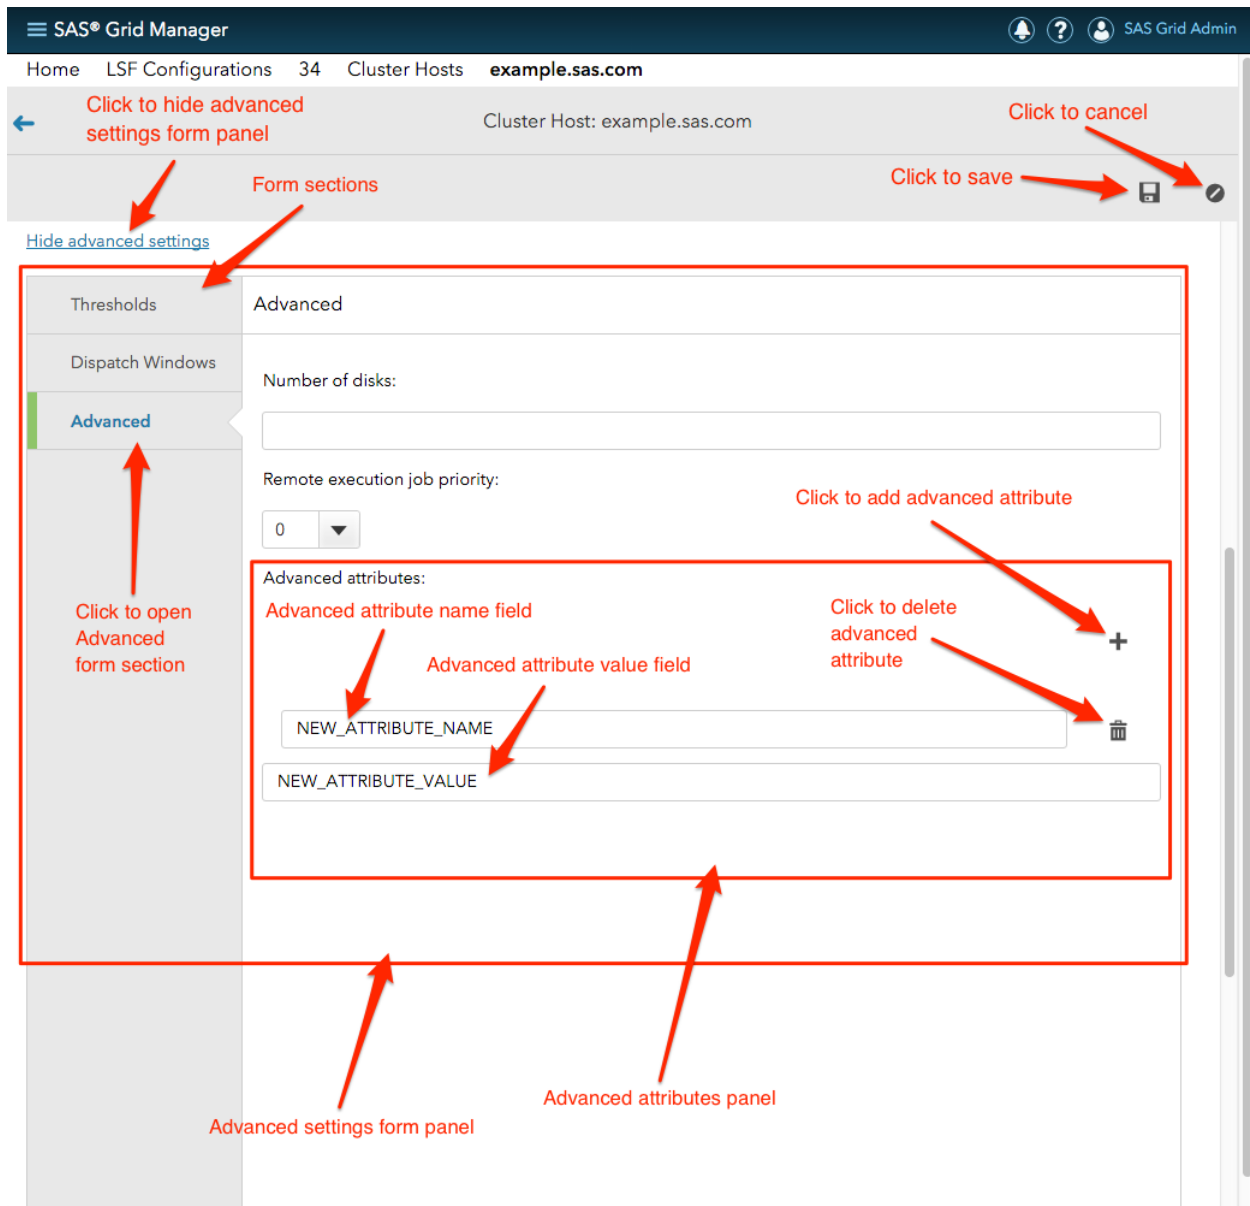 SAS® Grid Manager
SAS Grid Admin
Home LSF Configurations 34 Cluster Hosts example.sas.com
Click to hide advanced
settings form panel
Cluster Host: example.sas.com
Click to cancel
Form sections
Click to save
Hide advanced settings
Thresholds
Advanced
Dispatch Windows
Number of disks:
Advanced
Remote execution job priority:
Click to add advanced attribute
0
Advanced attributes:
Click to open
Advanced
form section
Advanced attribute name field
Click to delete
advanced
attribute
Advanced attribute value field
NEW_ATTRIBUTE_NAME
NEW_ATTRIBUTE_VALUE
Advanced attributes panel
Advanced settings form panel